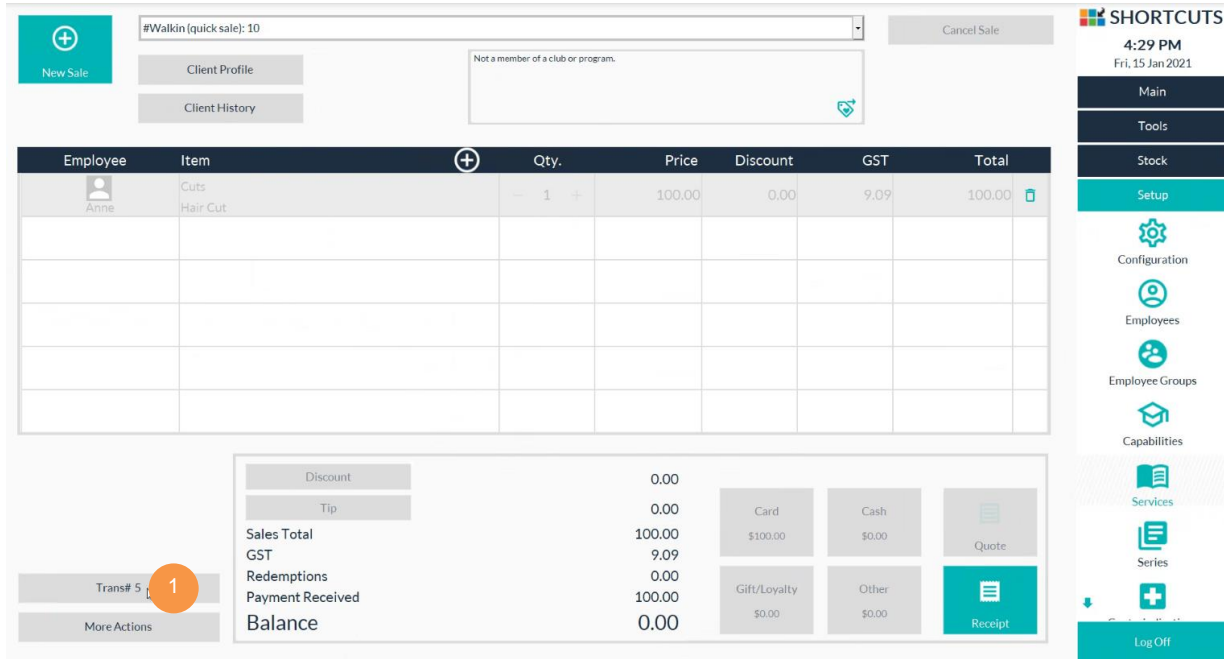 New Sale
#Walkin (quick sale): 10
Client Profile
Client History
Not a member of a club or program.
Cancel Sale
Employee Item Qty. Price Discount GST Total
Anne
Cuts
Hair Cut
− 1 + 100.00 0.00 9.09 100.00
Discount 0.00
Tip 0.00
Sales Total 100.00
GST 9.09
Redemptions 0.00
Payment Received 100.00
Balance 0.00
Trans# 5
1
More Actions
Card
$100.00
Cash
$0.00
Quote
Gift/Loyalty
$0.00
Other
$0.00
Receipt
SHORTCUTS
4:29 PM
Fri, 15 Jan 2021
Main
Tools
Stock
Setup
Configuration
Employees
Employee Groups
Capabilities
Services
Series
Log Off